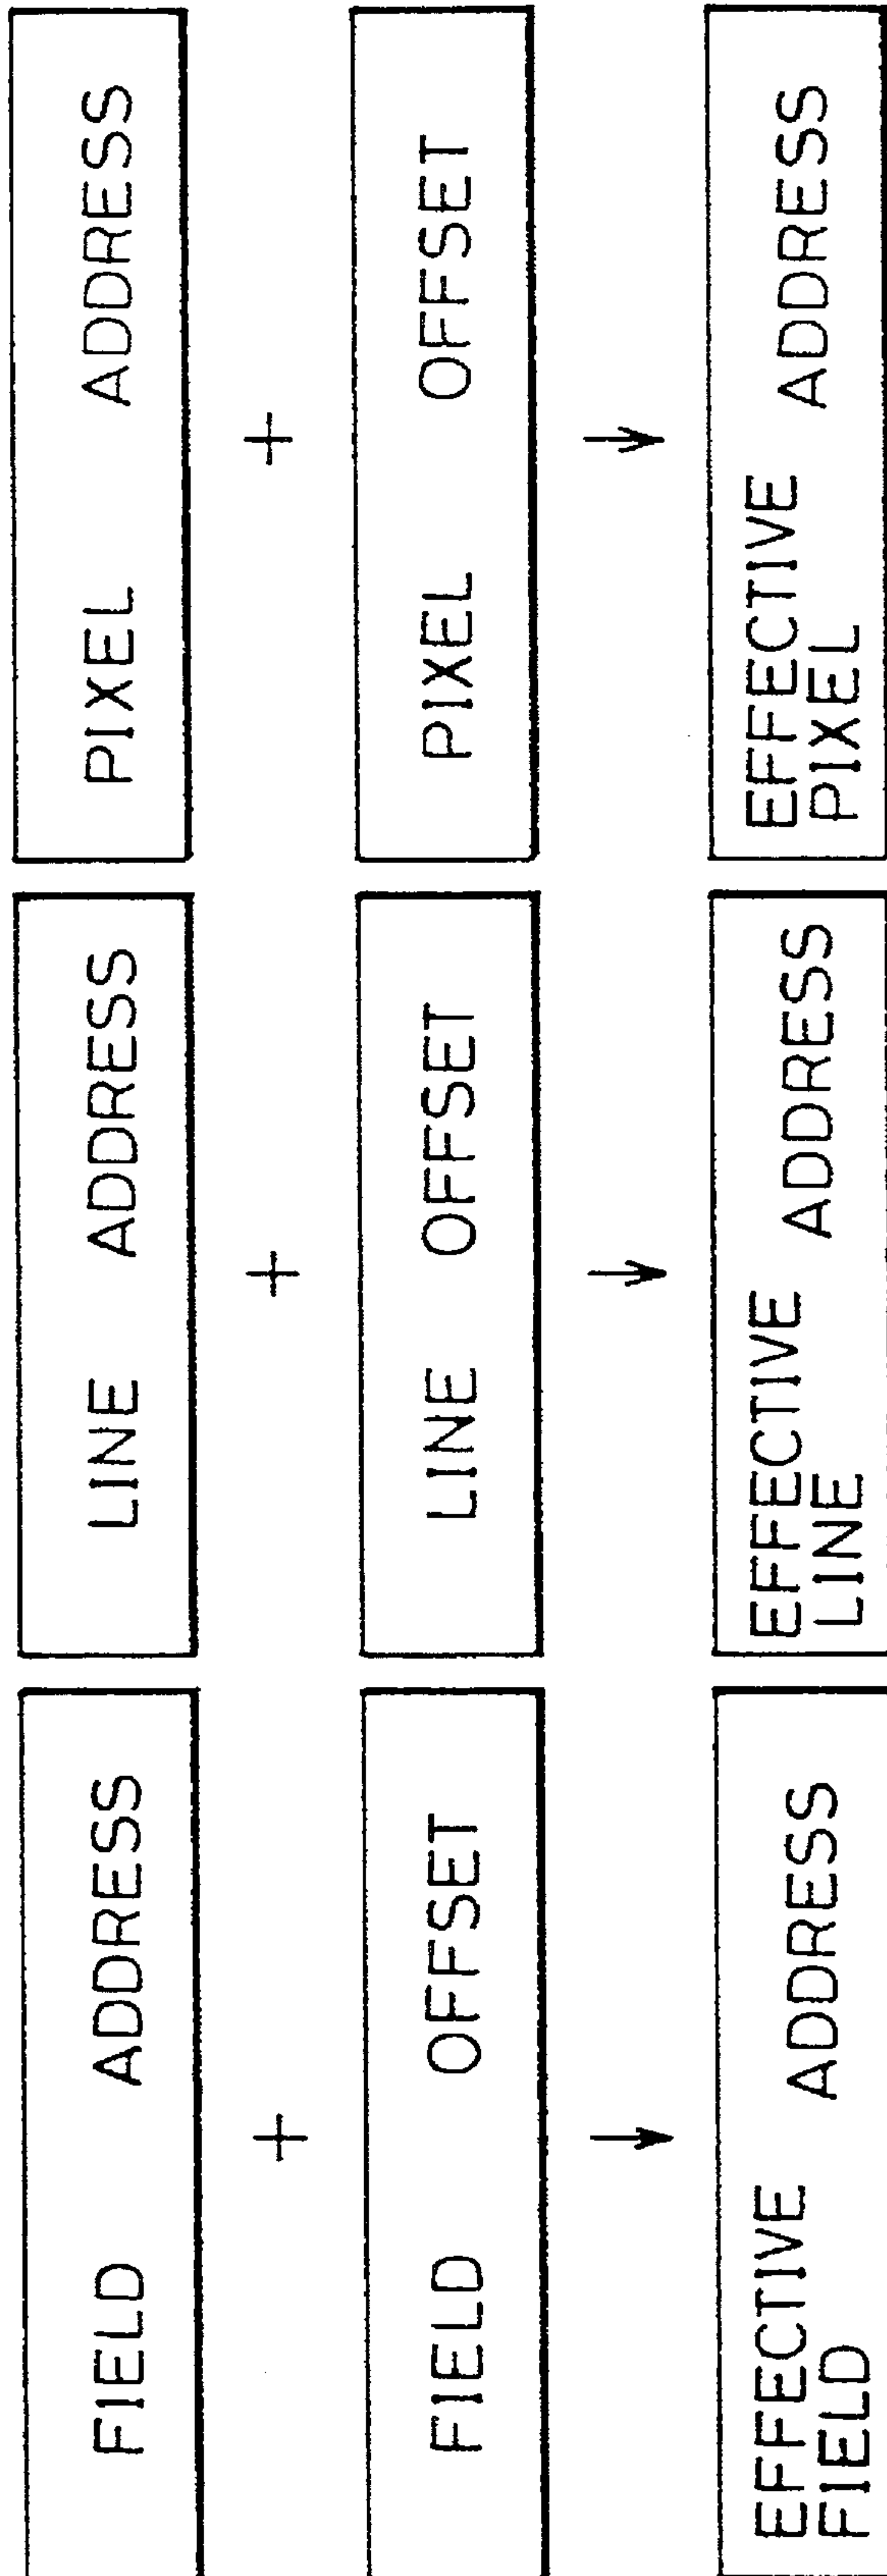 FIELD ADDRESS
LINE ADDRESS
PIXEL ADDRESS
+
+
+
FIELD OFFSET
LINE OFFSET
PIXEL OFFSET
EFFECTIVE
FIELD ADDRESS
EFFECTIVE
LINE ADDRESS
EFFECTIVE
PIXEL ADDRESS